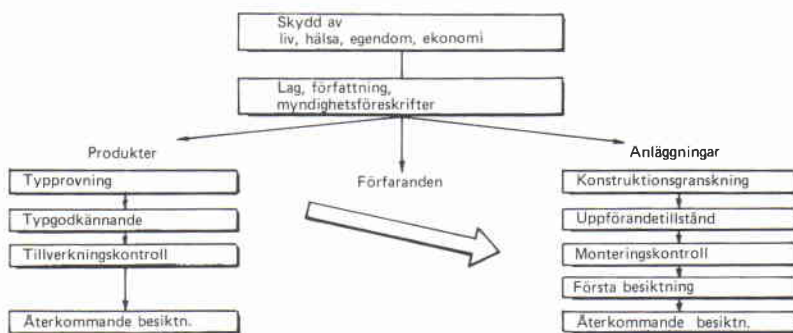 Skydd av
liv, hälsa, egendom, ekonomi
Lag, författning,
myndighetsföreskrifter
Produkter
Förfaranden
Anläggningar
Typprovning
Typgodkännande
Tillverkningskontroll
Återkommande besiktn.
Konstruktionsgranskning
Uppförandetillstånd
Monteringskontroll
Första besiktning
Återkommande besiktn.